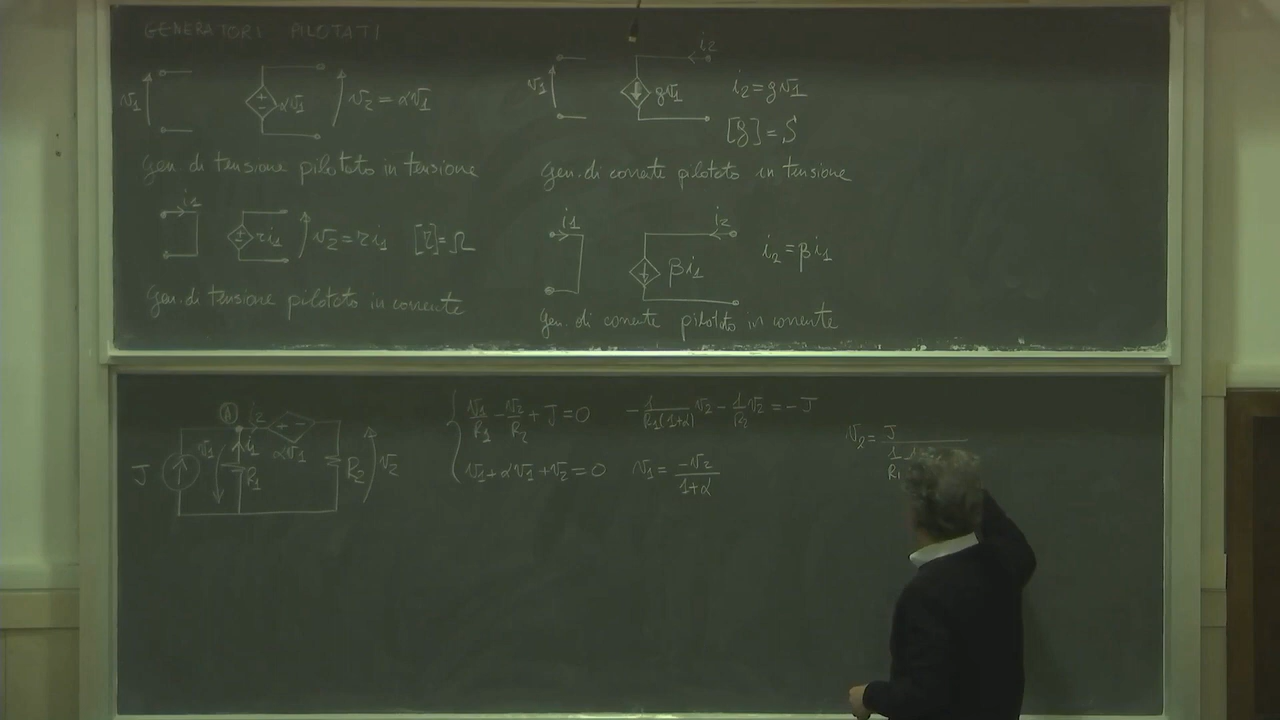 GENERATORI PILOTATI
v1 αv1 v2 = αv1
Gen di tensione pilotato in tensione
i1 ri1 v2 = ri1 [r] = Ω
Gen. di tensione pilotato in corrente
v1 gv1 i2 i2 = gv1
[g] = S
Gen. di corrente pilotato in tensione
i1 βi1 i2 i2 = βi1
Gen. di corrente pilotato in corrente
J A v1 i1 R1 i2 αv1 R2 v2
v1/R1 - v2/R2 + J = 0
v1 + αv1 + v2 = 0
-1/(R1(1+α)) v2 - 1/R2 v2 = -J
v1 = -v2/(1+α)
v2 = J
1
R1